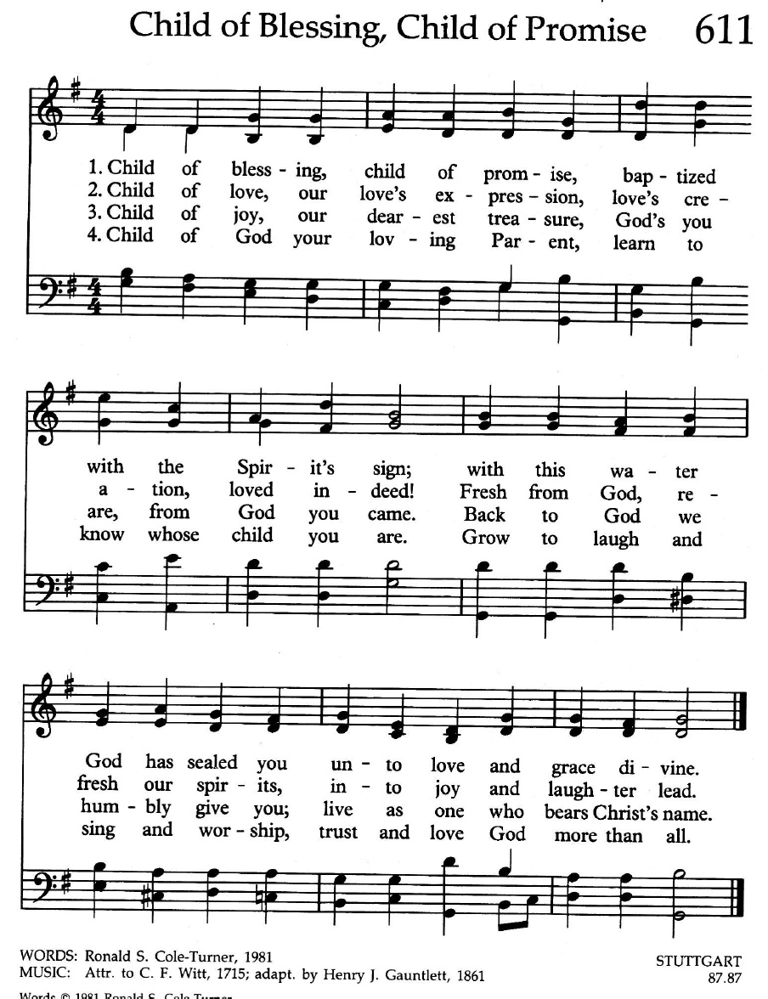 Child of Blessing, Child of Promise 611
1. Child of bless - ing, child of prom - ise, bap - tized
2. Child of love, our love's ex - pres - sion, love's cre -
3. Child of joy, our dear - est trea - sure, God's you
4. Child of God your lov - ing Par - ent, learn to
with the Spir - it's sign; with this wa - ter
a - tion, loved in - deed! Fresh from God, re -
are, from God you came. Back to God we
know whose child you are. Grow to laugh and
God has sealed you un - to love and grace di - vine.
fresh our spir - its, in - to joy and laugh - ter lead.
hum - bly give you; live as one who bears Christ's name.
sing and wor - ship, trust and love God more than all.
WORDS: Ronald S. Cole-Turner, 1981
MUSIC: Attr. to C. F. Witt, 1715; adapt. by Henry J. Gauntlett, 1861
STUTTGART
87.87
Words © 1981 Ronald S. Cole-Turner